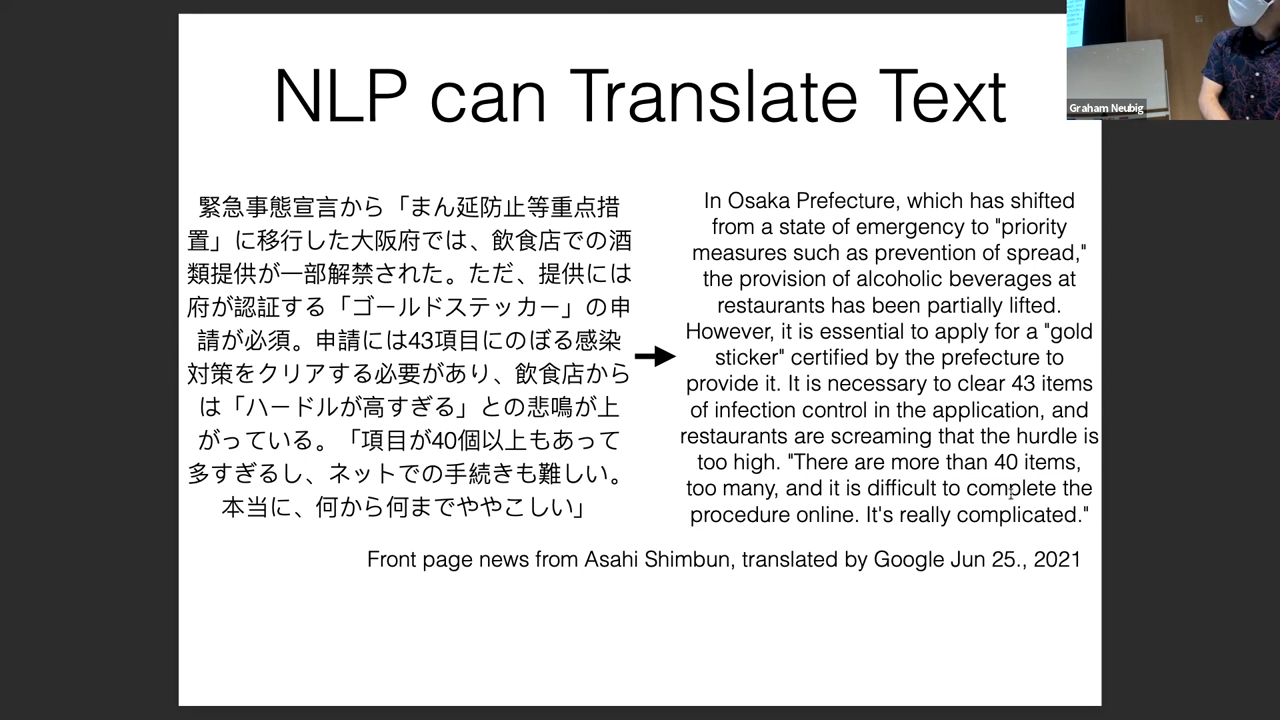 NLP can Translate Text
Graham Neubig
緊急事態宣言から「まん延防止等重点措
置」に移行した大阪府では、飲食店での酒
類提供が一部解禁された。ただ、提供には
府が認証する「ゴールドステッカー」の申
請が必須。申請には43項目にのぼる感染
対策をクリアする必要があり、飲食店から
は「ハードルが高すぎる」との悲鳴が上
がっている。「項目が40個以上もあって
多すぎるし、ネットでの手続きも難しい。
本当に、何から何までややこしい」
In Osaka Prefecture, which has shifted
from a state of emergency to "priority
measures such as prevention of spread,"
the provision of alcoholic beverages at
restaurants has been partially lifted.
However, it is essential to apply for a "gold
sticker" certified by the prefecture to
provide it. It is necessary to clear 43 items
of infection control in the application, and
restaurants are screaming that the hurdle is
too high. "There are more than 40 items,
too many, and it is difficult to complete the
procedure online. It's really complicated."
Front page news from Asahi Shimbun, translated by Google Jun 25., 2021